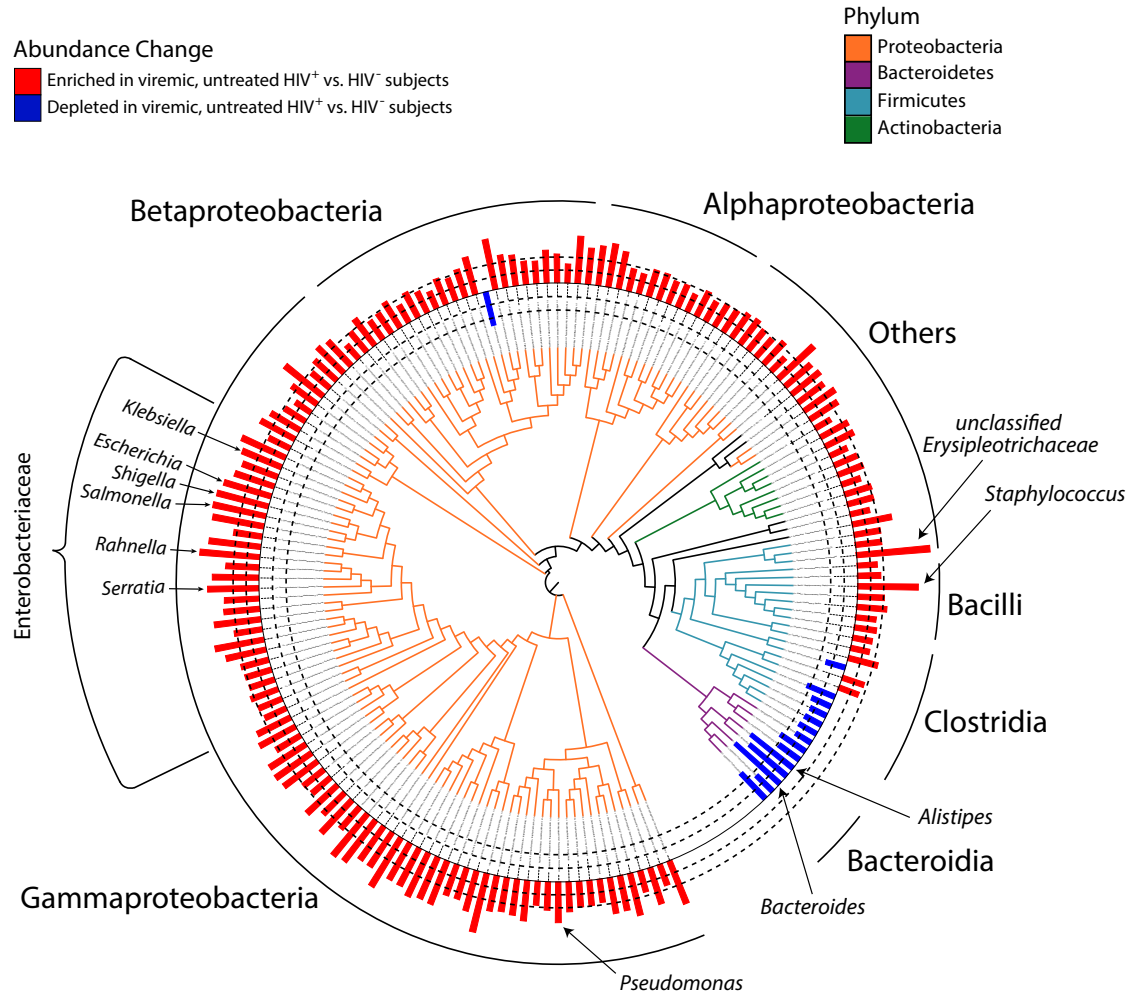 Phylum
Proteobacteria
Bacteroidetes
Firmicutes
Actinobacteria
Abundance Change
Enriched in viremic, untreated HIV+ vs. HIV- subjects
Depleted in viremic, untreated HIV+ vs. HIV- subjects
Betaproteobacteria
Alphaproteobacteria
Others
unclassified
Erysipleotrichaceae
Staphylococcus
Bacilli
Clostridia
Alistipes
Bacteroidia
Bacteroides
Pseudomonas
Gammaproteobacteria
Enterobacteriaceae
Klebsiella
Escherichia
Shigella
Salmonella
Rahnella
Serratia